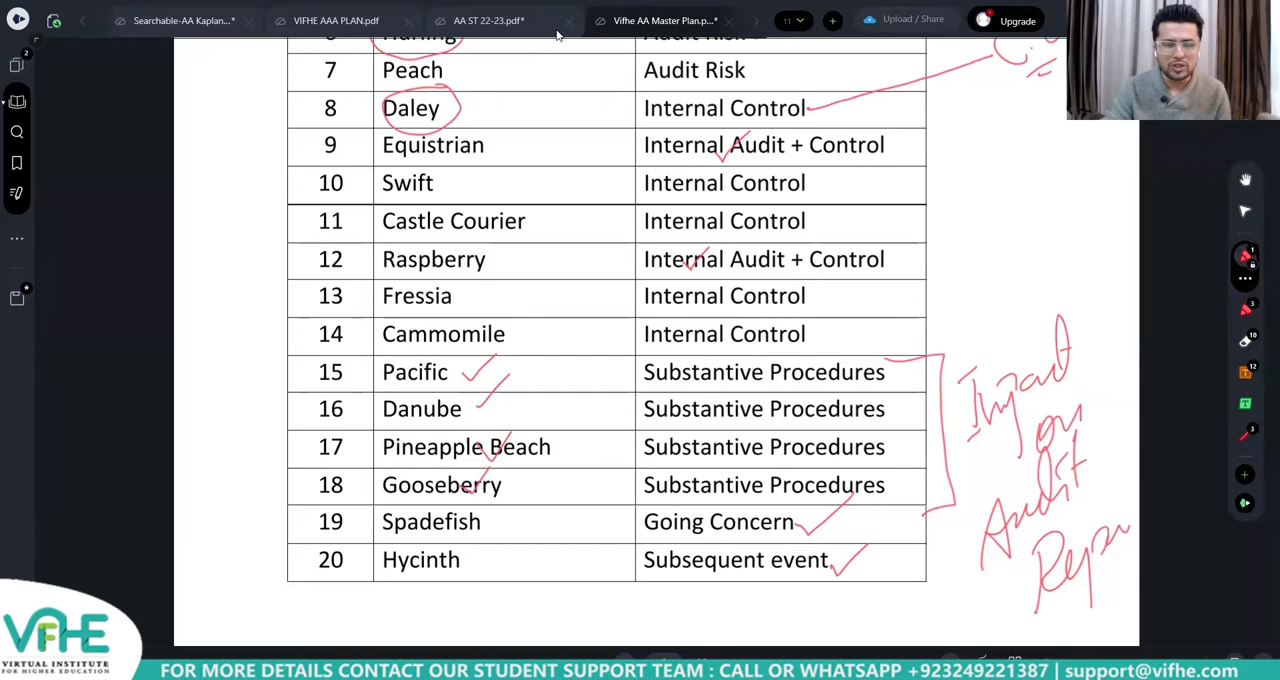 Searchable-AA Kaplan...*
VIFHE AAA PLAN.pdf
AA ST 22-23.pdf*
Vifhe AA Master Plan.p...*
11
Upload / Share
Upgrade
7 Peach Audit Risk
8 Daley Internal Control
9 Equistrian Internal Audit + Control
10 Swift Internal Control
11 Castle Courier Internal Control
12 Raspberry Internal Audit + Control
13 Fressia Internal Control
14 Cammomile Internal Control
15 Pacific Substantive Procedures
16 Danube Substantive Procedures
17 Pineapple Beach Substantive Procedures
18 Gooseberry Substantive Procedures
19 Spadefish Going Concern
20 Hycinth Subsequent event
Impact
on
Audit
VIFHE
VIRTUAL INSTITUTE
FOR HIGHER EDUCATION
FOR MORE DETAILS CONTACT OUR STUDENT SUPPORT TEAM : CALL OR WHATSAPP +923249221387 | support@vifhe.com